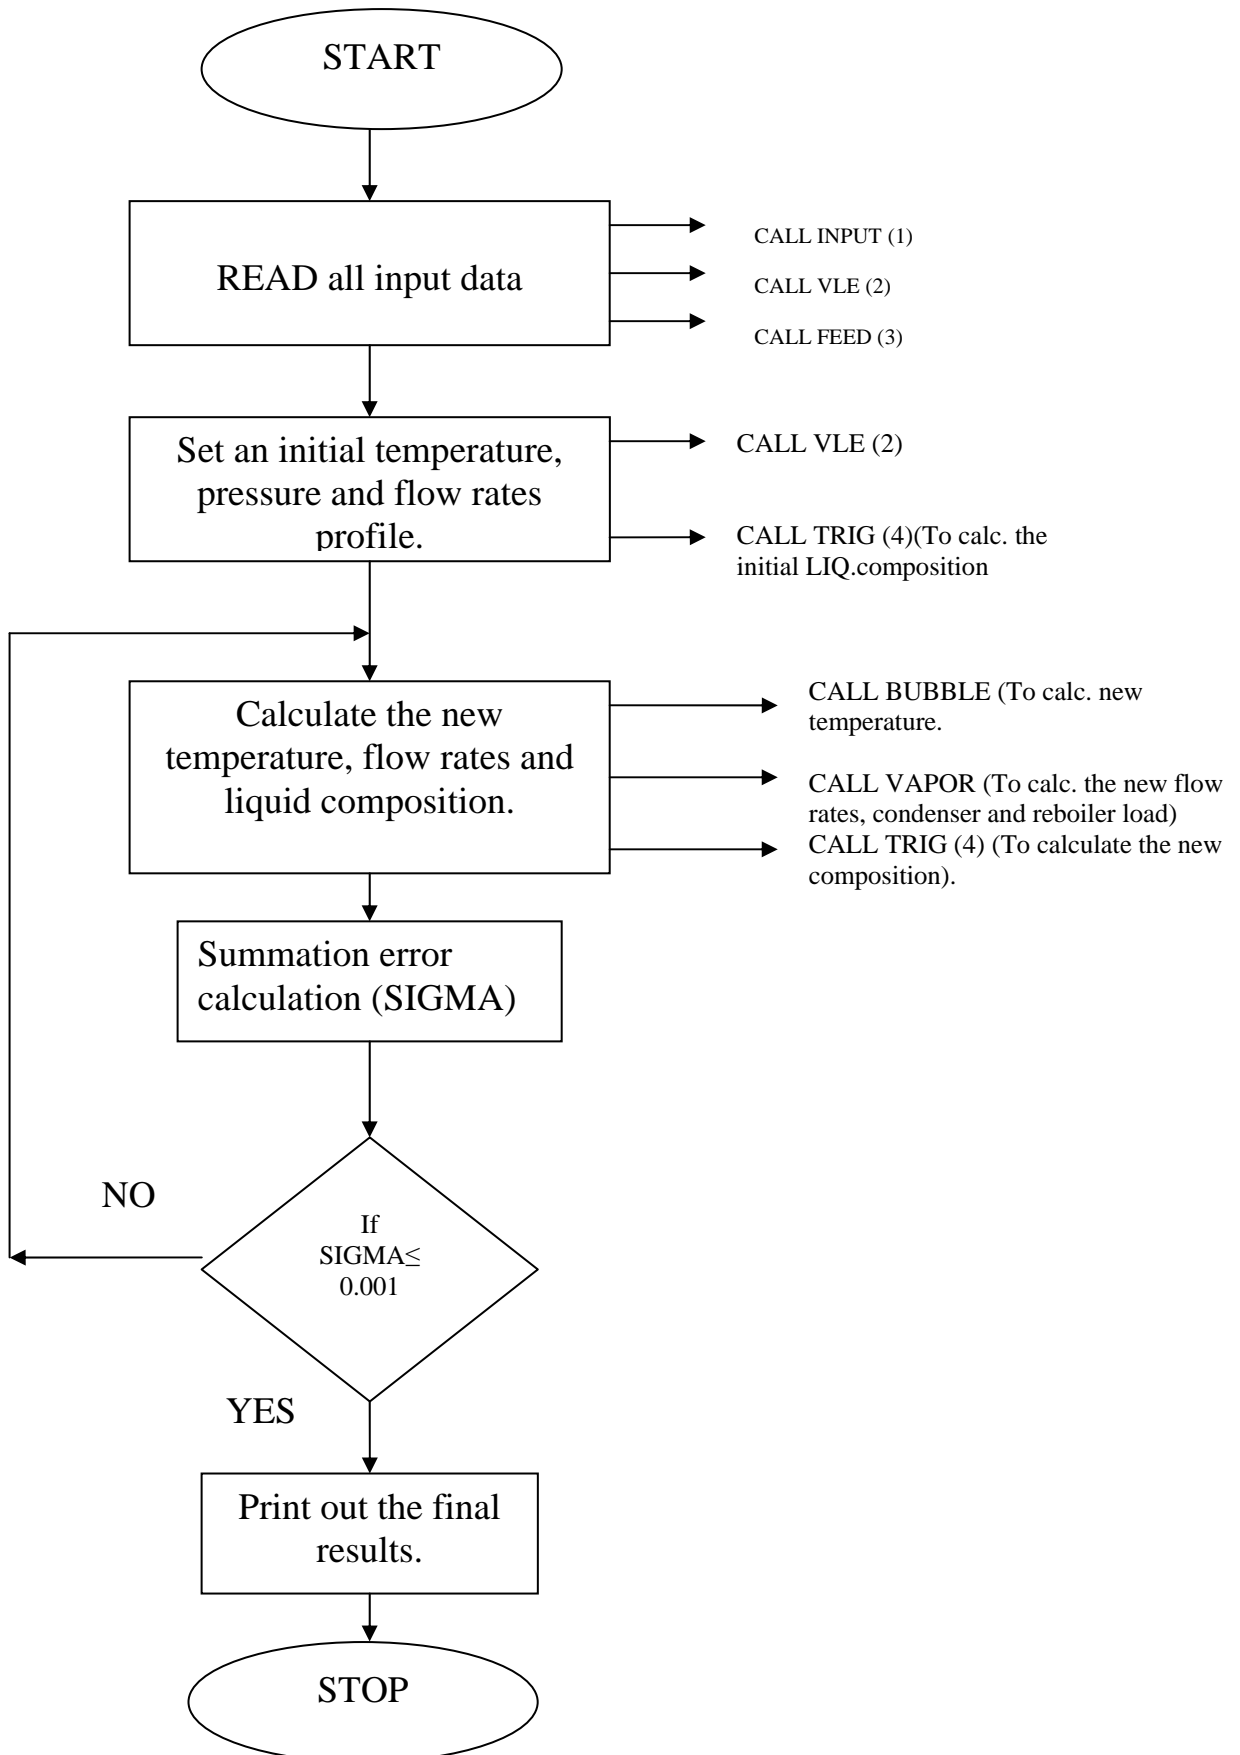 START
READ all input data
CALL INPUT (1)
CALL VLE (2)
CALL FEED (3)
Set an initial temperature,
pressure and flow rates
profile.
CALL VLE (2)
CALL TRIG (4)(To calc. the
initial LIQ.composition
Calculate the new
temperature, flow rates and
liquid composition.
CALL BUBBLE (To calc. new
temperature.
CALL VAPOR (To calc. the new flow
rates, condenser and reboiler load)
CALL TRIG (4) (To calculate the new
composition).
Summation error
calculation (SIGMA)
NO
If
SIGMA≤
0.001
YES
Print out the final
results.
STOP